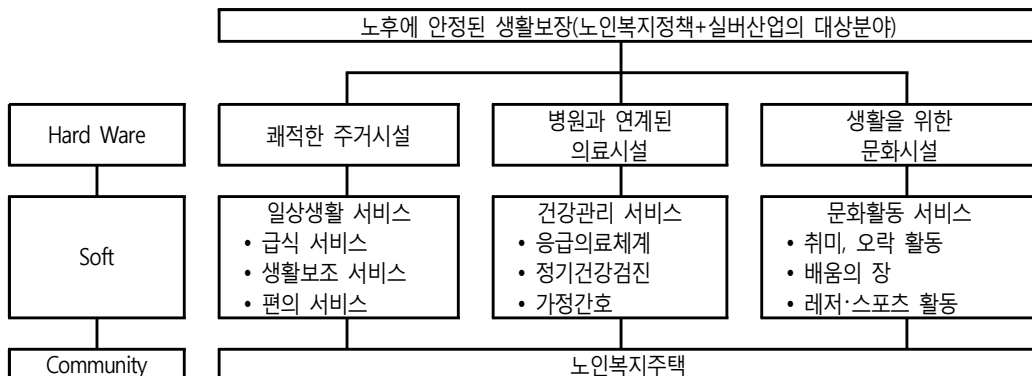 노후에 안정된 생활보장(노인복지정책+실버산업의 대상분야)
Hard Ware
쾌적한 주거시설
병원과 연계된
의료시설
생활을 위한
문화시설
Soft
일상생활 서비스
• 급식 서비스
• 생활보조 서비스
• 편의 서비스
건강관리 서비스
• 응급의료체계
• 정기건강검진
• 가정간호
문화활동 서비스
• 취미, 오락 활동
• 배움의 장
• 레저·스포츠 활동
Community
노인복지주택